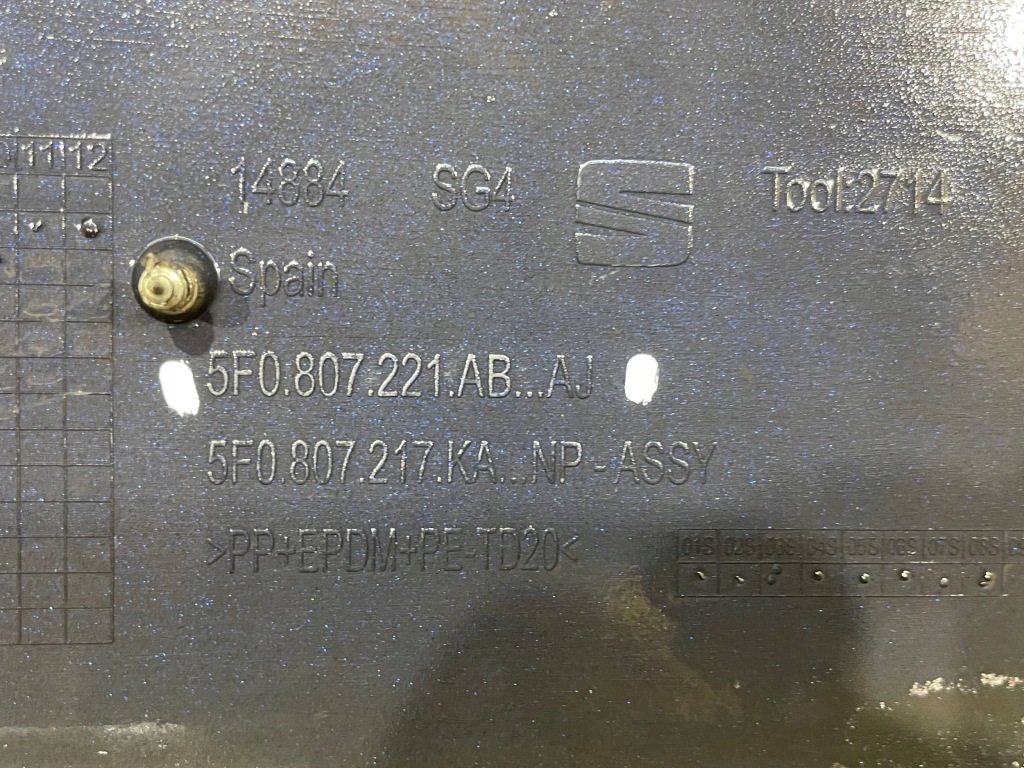 11 12
14884 SG4 Tool:2714
Spain
5F0.807.221.AB...AJ
5F0.807.217.KA...NP - ASSY
>PP+EPDM+PE-TD20<
01S 02S 03S 04S 05S 06S 07S 08S